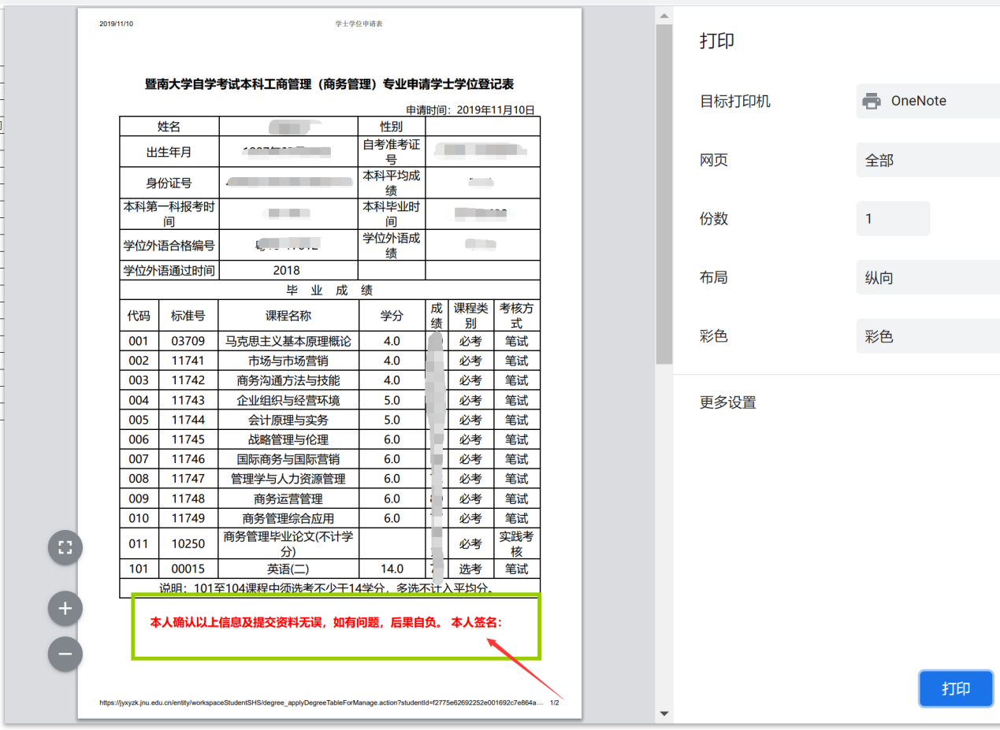 2019/11/10 学士学位申请表
暨南大学自学考试本科工商管理（商务管理）专业申请学士学位登记表
申请时间：2019年11月10日
姓名 性别
出生年月 自考准考证号
身份证号 本科平均成绩
本科第一科报考时间 本科毕业时间
学位外语合格编号 学位外语成绩
学位外语通过时间 2018
毕 业 成 绩
代码 标准号 课程名称 学分 成绩 课程类别 考核方式
001 03709 马克思主义基本原理概论 4.0 必考 笔试
002 11741 市场与市场营销 4.0 必考 笔试
003 11742 商务沟通方法与技能 4.0 必考 笔试
004 11743 企业组织与经营环境 5.0 必考 笔试
005 11744 会计原理与实务 5.0 必考 笔试
006 11745 战略管理与伦理 6.0 必考 笔试
007 11746 国际商务与国际营销 6.0 必考 笔试
008 11747 管理学与人力资源管理 6.0 必考 笔试
009 11748 商务运营管理 6.0 必考 笔试
010 11749 商务管理综合应用 6.0 必考 笔试
011 10250 商务管理毕业论文(不计学分) 必考 实践考核
101 00015 英语(二) 14.0 选考 笔试
说明：101至104课程中须选考不少于14学分，多选不计入平均分。
本人确认以上信息及提交资料无误，如有问题，后果自负。 本人签名：
https://jyxyzk.jnu.edu.cn/entity/workspaceStudentSHS/degree_applyDegreeTableForManage.action?studentId=f2775e62692252e001692c7e864a… 1/2
打印
目标打印机 OneNote
网页 全部
份数 1
布局 纵向
彩色 彩色
更多设置
打印